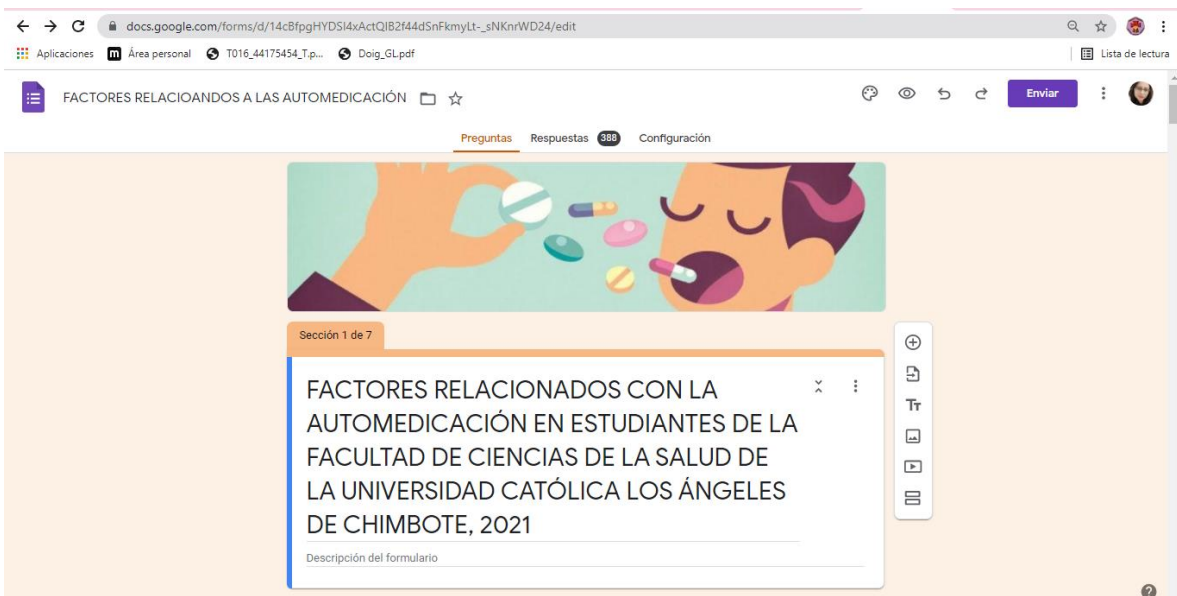 docs.google.com/forms/d/14cBfpgHYDSI4xActQIB2f44dSnFkmyLt-_sNKnrWD24/edit
Aplicaciones m Área personal T016_44175454_T.p... Doig_GL.pdf Lista de lectura
FACTORES RELACIOANDOS A LAS AUTOMEDICACIÓN Enviar
Preguntas Respuestas 388 Configuración
Sección 1 de 7
FACTORES RELACIONADOS CON LA
AUTOMEDICACIÓN EN ESTUDIANTES DE LA
FACULTAD DE CIENCIAS DE LA SALUD DE
LA UNIVERSIDAD CATÓLICA LOS ÁNGELES
DE CHIMBOTE, 2021
Descripción del formulario
Tт
?